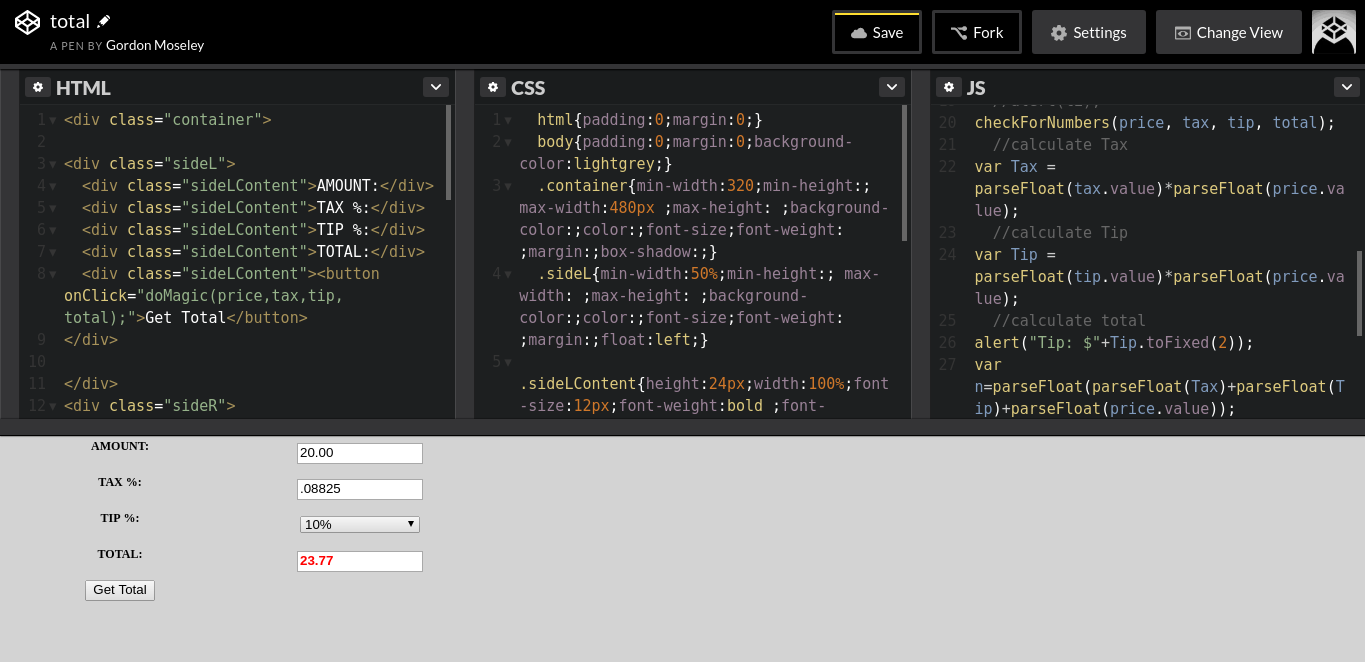 total
A PEN BY Gordon Moseley
Save
Fork
Settings
Change View
HTML
1 <div class="container">
2
3 <div class="sideL">
4 <div class="sideLContent">AMOUNT:</div>
5 <div class="sideLContent">TAX %:</div>
6 <div class="sideLContent">TIP %:</div>
7 <div class="sideLContent">TOTAL:</div>
8 <div class="sideLContent"><button
onClick="doMagic(price,tax,tip,
total);">Get Total</button>
9 </div>
10
11 </div>
12 <div class="sideR">
CSS
1 html{padding:0;margin:0;}
2 body{padding:0;margin:0;background-
color:lightgrey;}
3 .container{min-width:320;min-height:;
max-width:480px ;max-height: ;background-
color:;color:;font-size;font-weight:
;margin:;box-shadow:;}
4 .sideL{min-width:50%;min-height:; max-
width: ;max-height: ;background-
color:;color:;font-size;font-weight:
;margin:;float:left;}
5
.sideLContent{height:24px;width:100%;font
-size:12px;font-weight:bold ;font-
JS
20 checkForNumbers(price, tax, tip, total);
21 //calculate Tax
22 var Tax =
parseFloat(tax.value)*parseFloat(price.va
lue);
23 //calculate Tip
24 var Tip =
parseFloat(tip.value)*parseFloat(price.va
lue);
25 //calculate total
26 alert("Tip: $"+Tip.toFixed(2));
27 var
n=parseFloat(parseFloat(Tax)+parseFloat(T
ip)+parseFloat(price.value));
AMOUNT:
20.00
TAX %:
.08825
TIP %:
10%
TOTAL:
23.77
Get Total